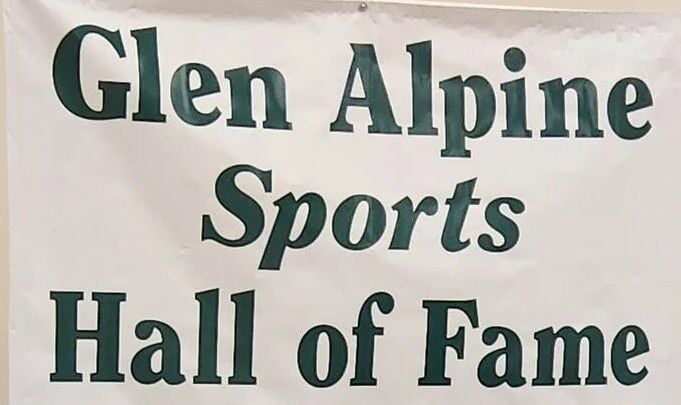 Glen Alpine
Sports
Hall of Fame